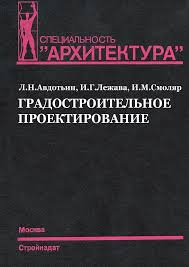 СПЕЦИАЛЬНОСТЬ
"АРХИТЕКТУРА"
Л.Н.Авдотьин, И.Г.Лежава, И.М.Смоляр
ГРАДОСТРОИТЕЛЬНОЕ
ПРОЕКТИРОВАНИЕ
Москва
Стройиздат